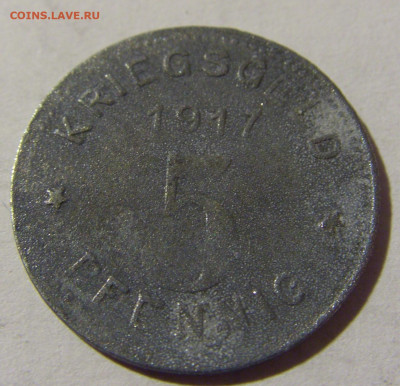 COINS.LAVE.RU
KRIEGSGELD
1917
5
PFENNIG